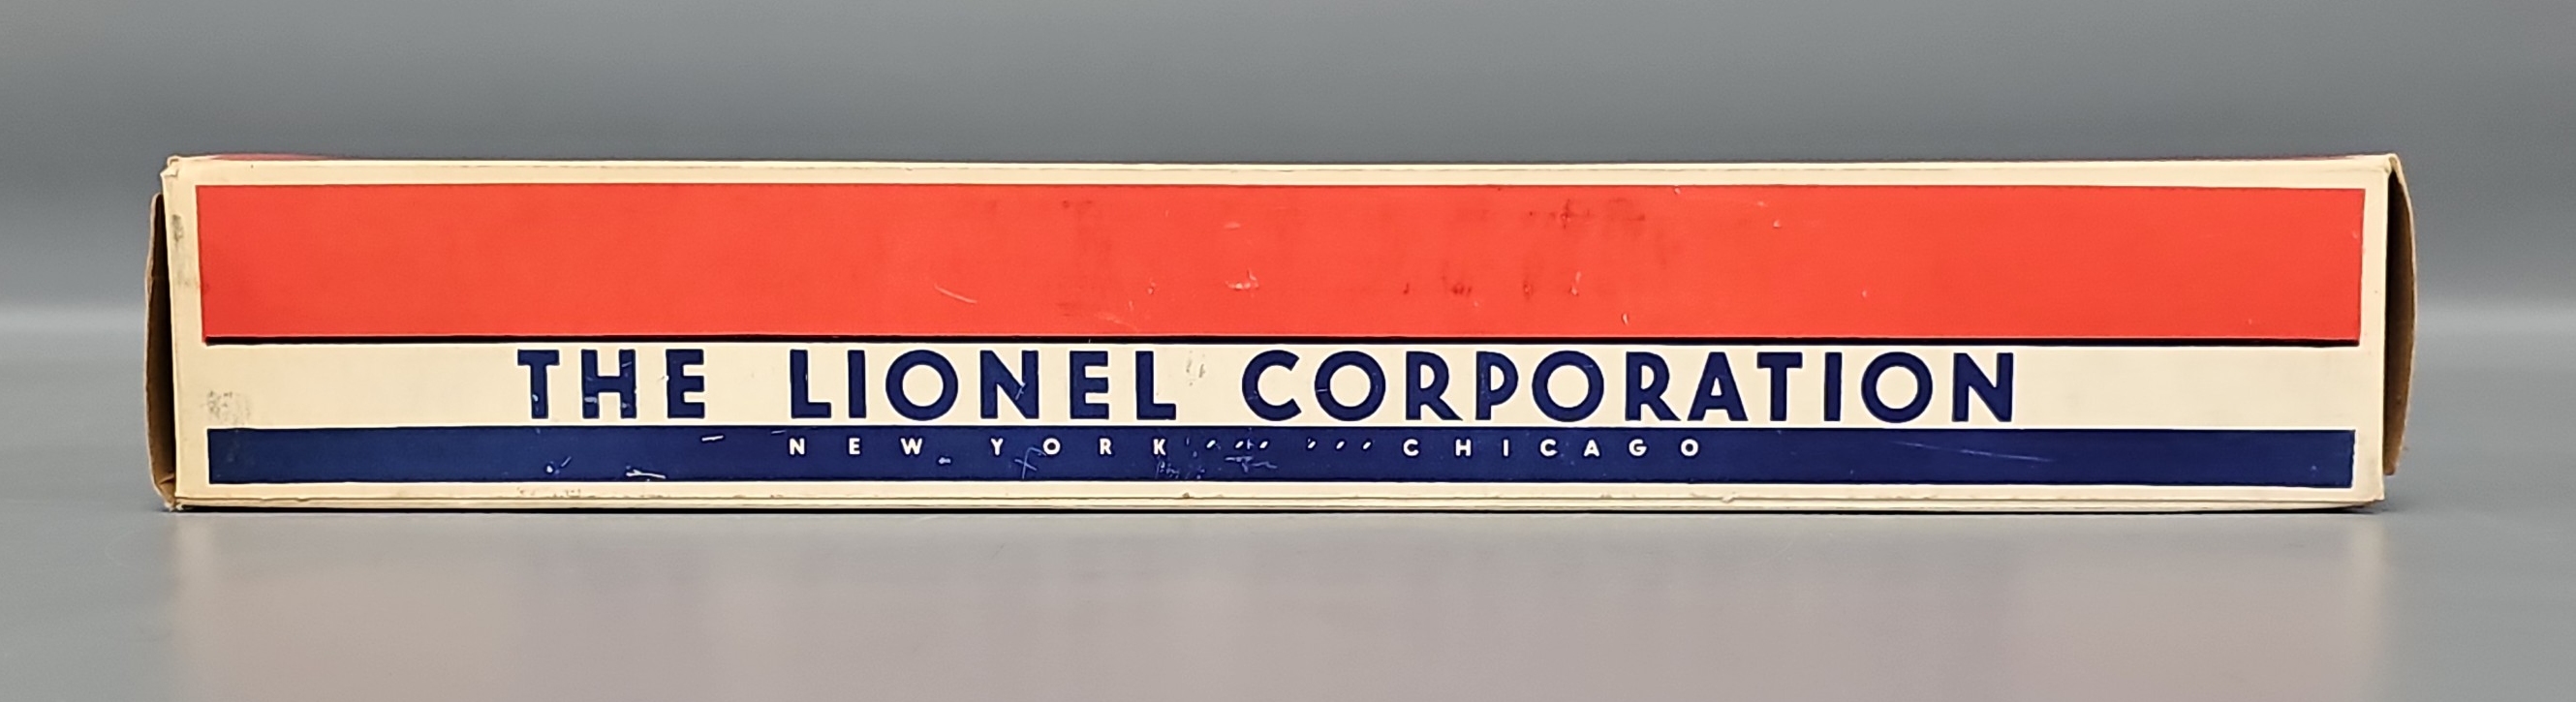 THE LIONEL CORPORATION
NEW YORK CHICAGO